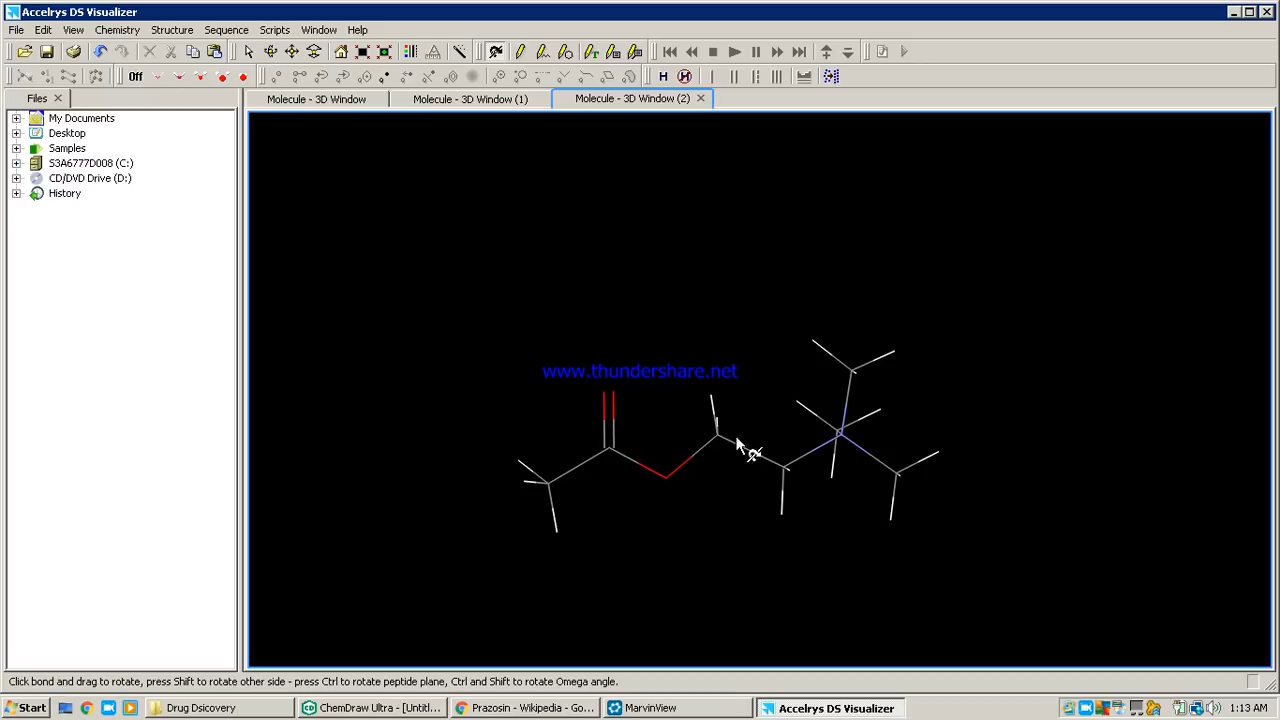 Accelrys DS Visualizer
File Edit View Chemistry Structure Sequence Scripts Window Help
Off H H
Files Molecule - 3D Window Molecule - 3D Window (1) Molecule - 3D Window (2)
My Documents
Desktop
Samples
S3A6777D008 (C:)
CD/DVD Drive (D:)
History
www.thundershare.net
Click bond and drag to rotate, press Shift to rotate other side - press Ctrl to rotate peptide plane, Ctrl and Shift to rotate Omega angle.
Start Drug Dsicovery ChemDraw Ultra - [Untitl... Prazosin - Wikipedia - Go... MarvinView Accelrys DS Visualizer 1:13 AM